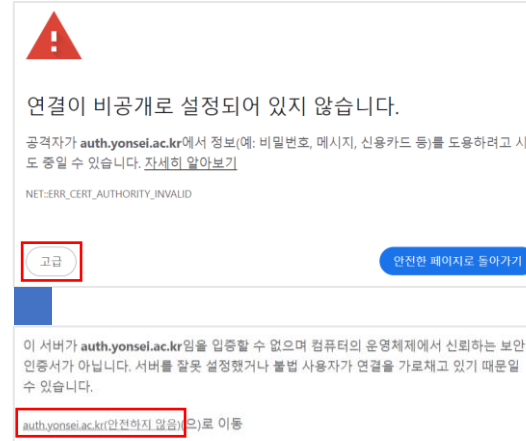 연결이 비공개로 설정되어 있지 않습니다.
공격자가 auth.yonsei.ac.kr에서 정보(예: 비밀번호, 메시지, 신용카드 등)를 도용하려고 시
도 중일 수 있습니다. 자세히 알아보기
NET::ERR_CERT_AUTHORITY_INVALID
고급
안전한 페이지로 돌아가기
이 서버가 auth.yonsei.ac.kr임을 입증할 수 없으며 컴퓨터의 운영체제에서 신뢰하는 보안
인증서가 아닙니다. 서버를 잘못 설정했거나 불법 사용자가 연결을 가로채고 있기 때문일
수 있습니다.
auth.yonsei.ac.kr(안전하지 않음)(으)로 이동